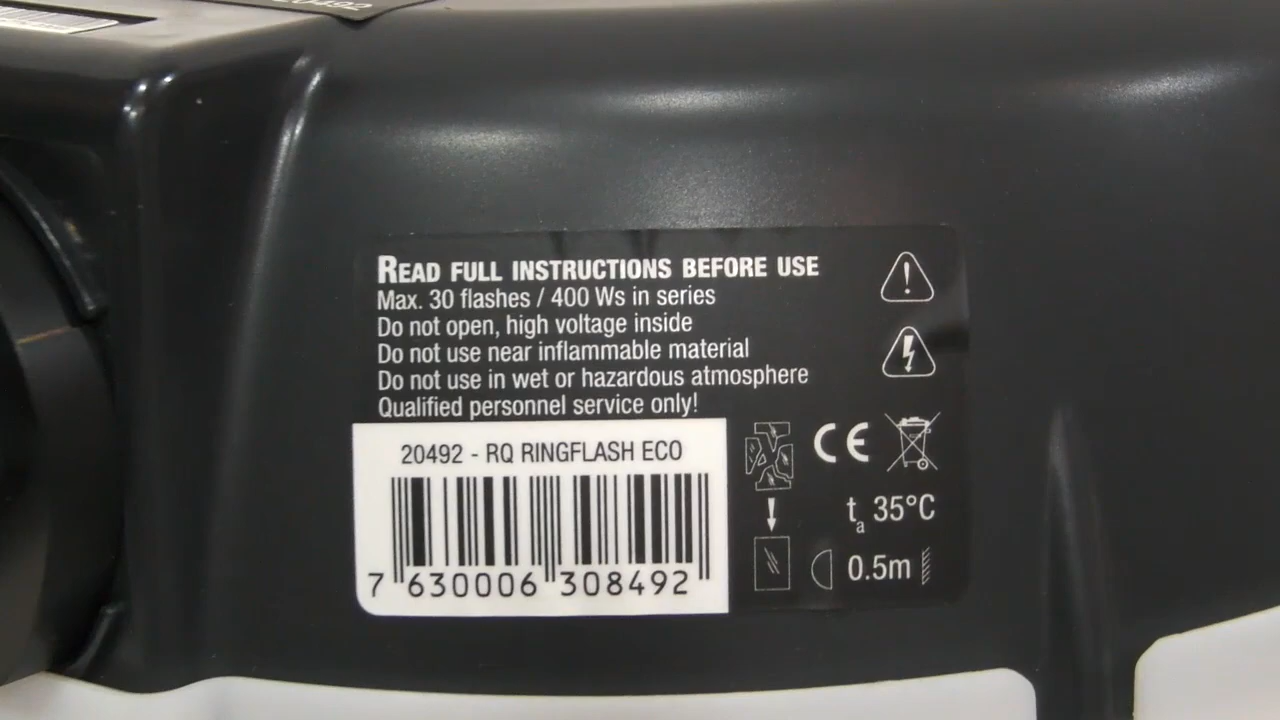 20492
READ FULL INSTRUCTIONS BEFORE USE
Max. 30 flashes / 400 Ws in series
Do not open, high voltage inside
Do not use near inflammable material
Do not use in wet or hazardous atmosphere
Qualified personnel service only!
20492 - RQ RINGFLASH ECO
7 630006 308492
CE
ta 35°C
0.5m